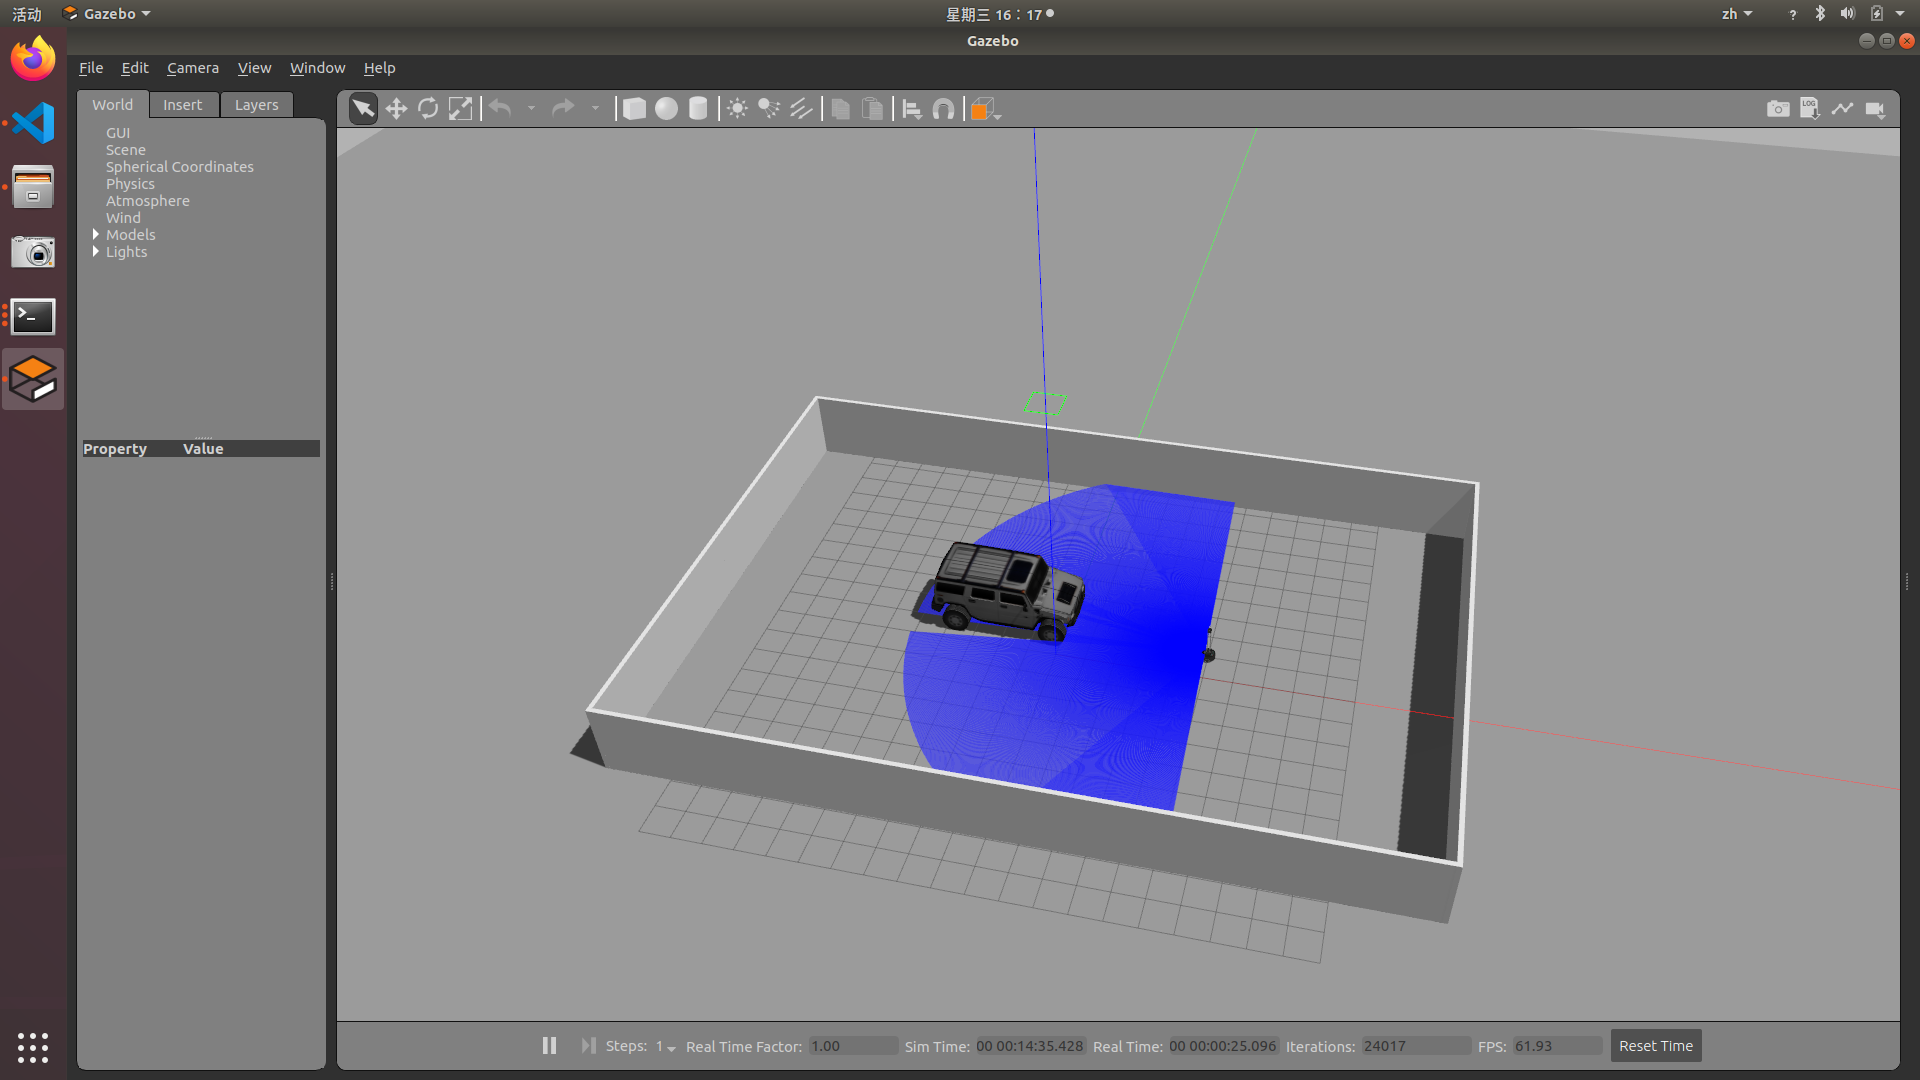 活动 Gazebo 星期三 16：17 zh ?
Gazebo
File Edit Camera View Window Help
World Insert Layers
LOG
GUI
Scene
Spherical Coordinates
Physics
Atmosphere
Wind
Models
Lights
Property Value
Steps: 1 Real Time Factor: 1.00 Sim Time: 00 00:14:35.428 Real Time: 00 00:00:25.096 Iterations: 24017 FPS: 61.93 Reset Time